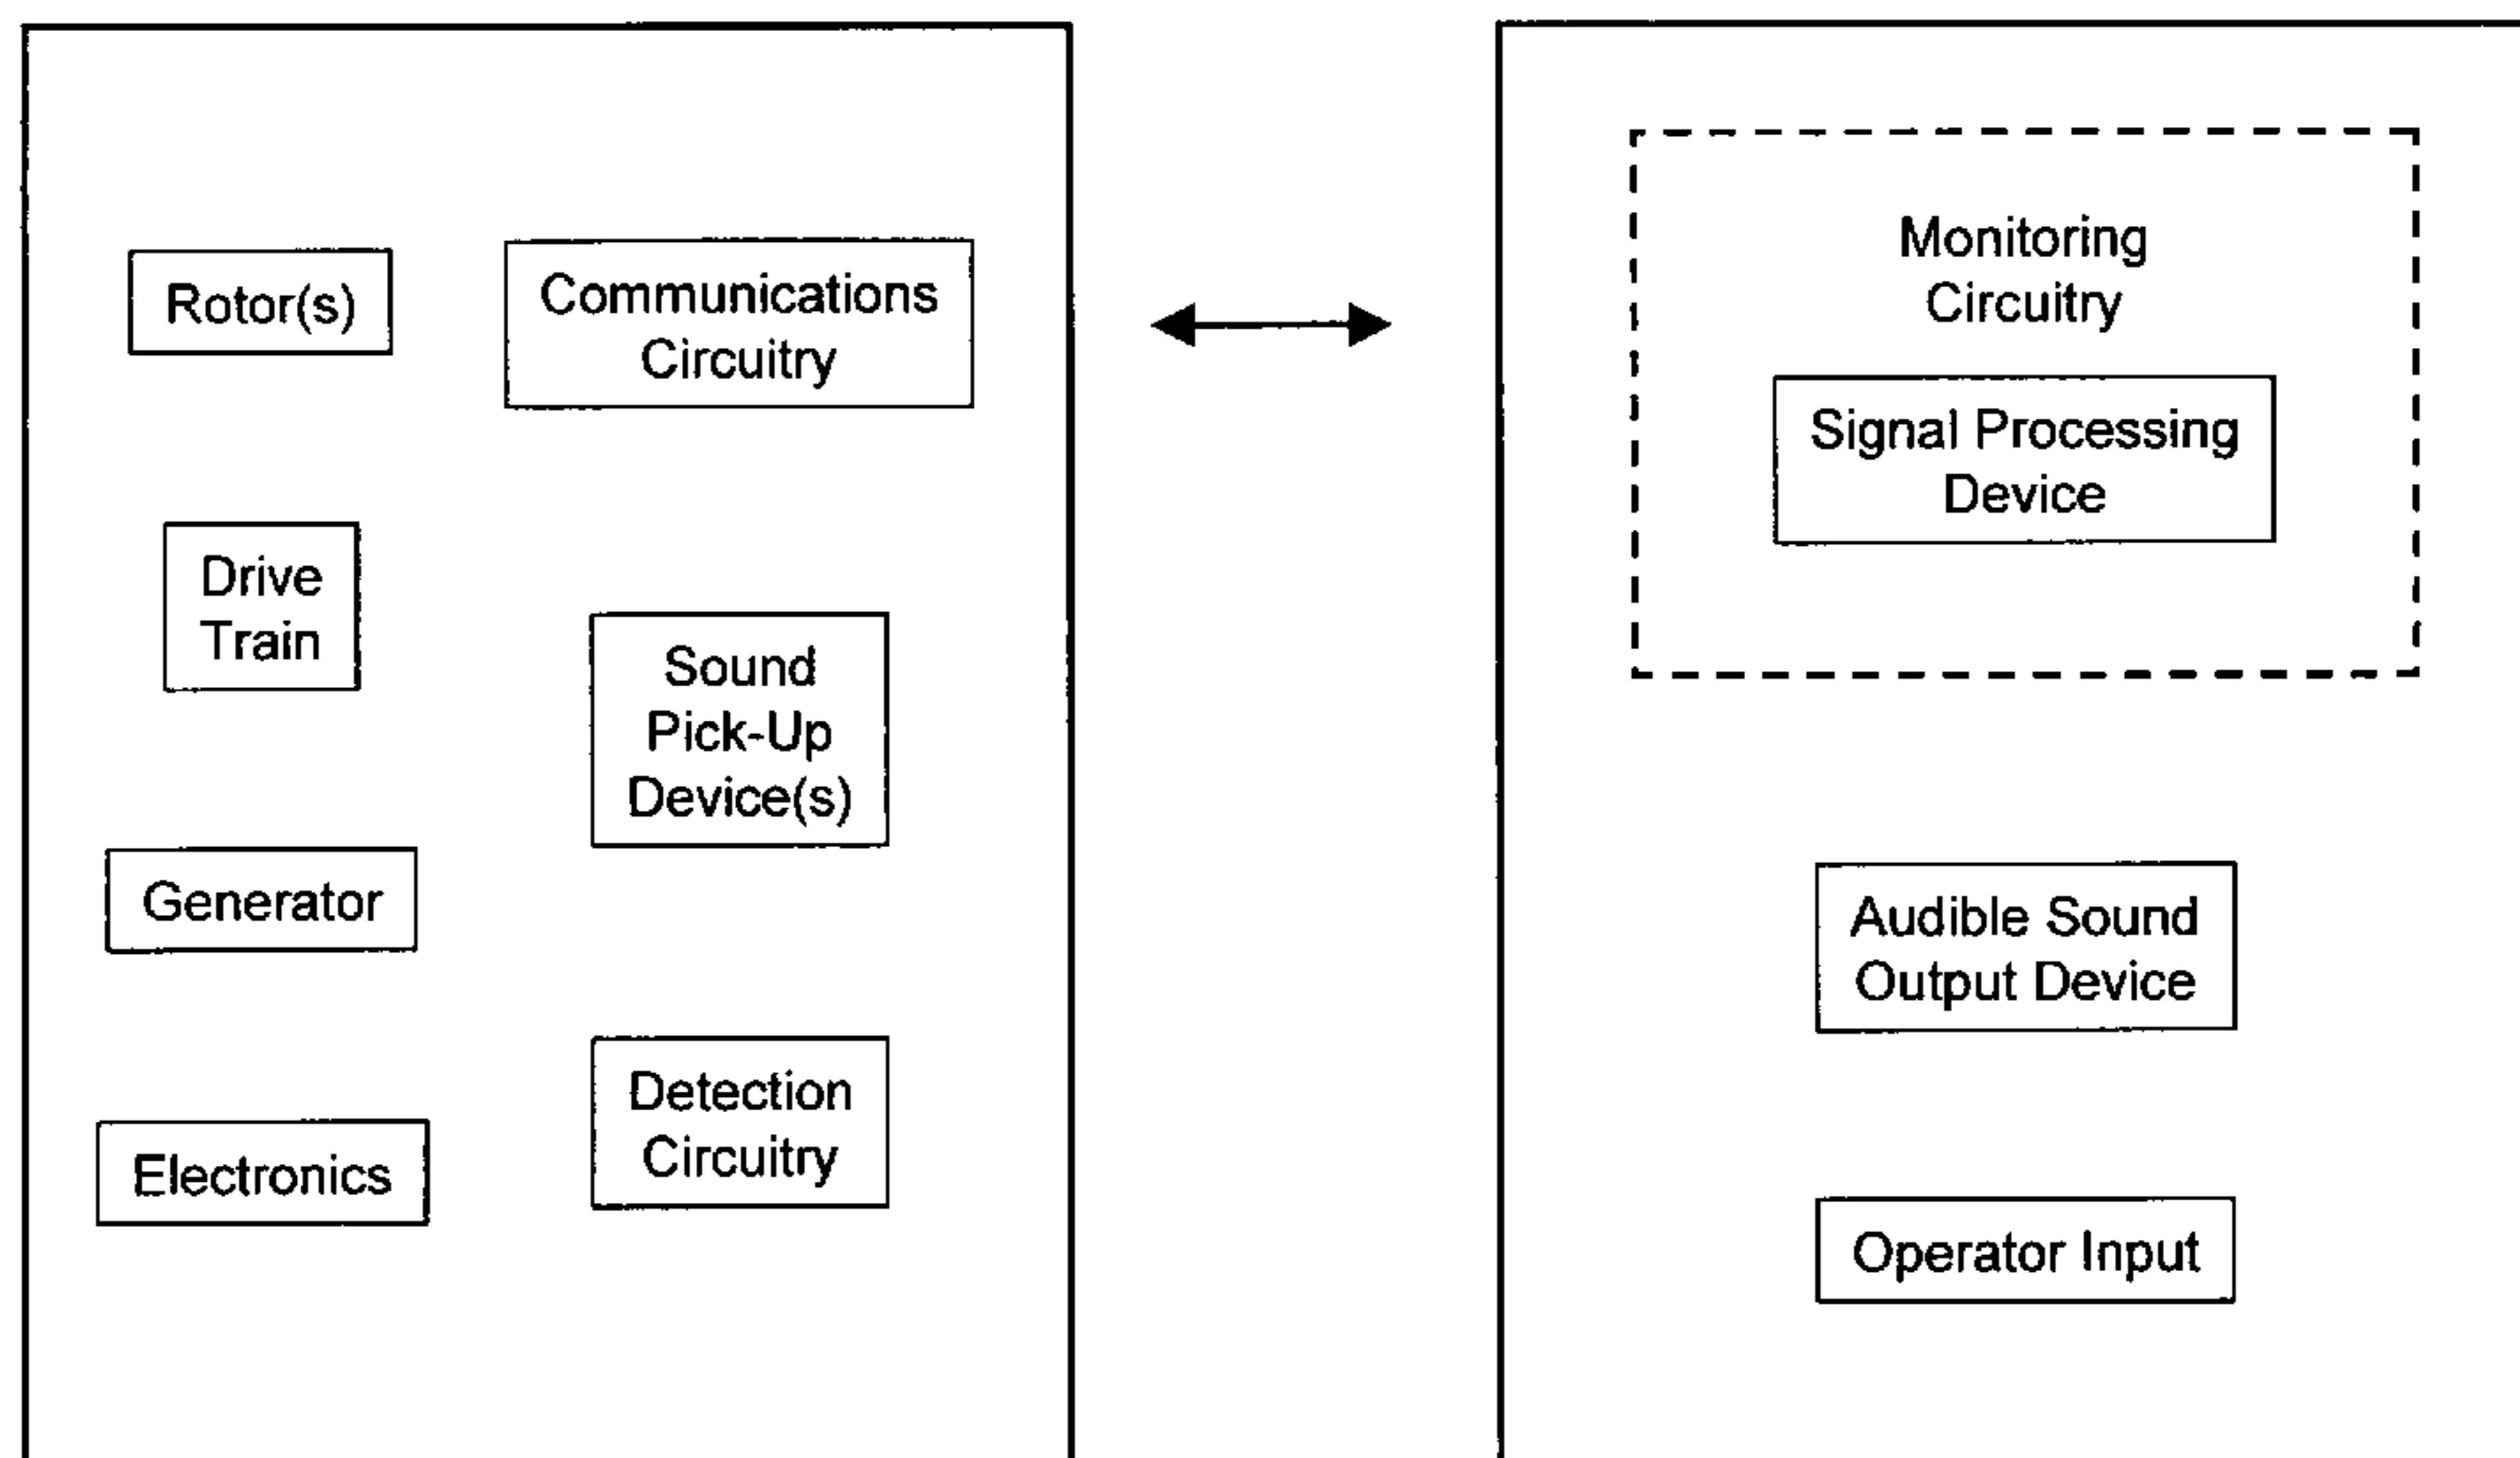 Rotor(s)
Communications
Circuitry
Drive
Train
Sound
Pick-Up
Device(s)
Generator
Detection
Circuitry
Electronics
Monitoring
Circuitry
Signal Processing
Device
Audible Sound
Output Device
Operator Input